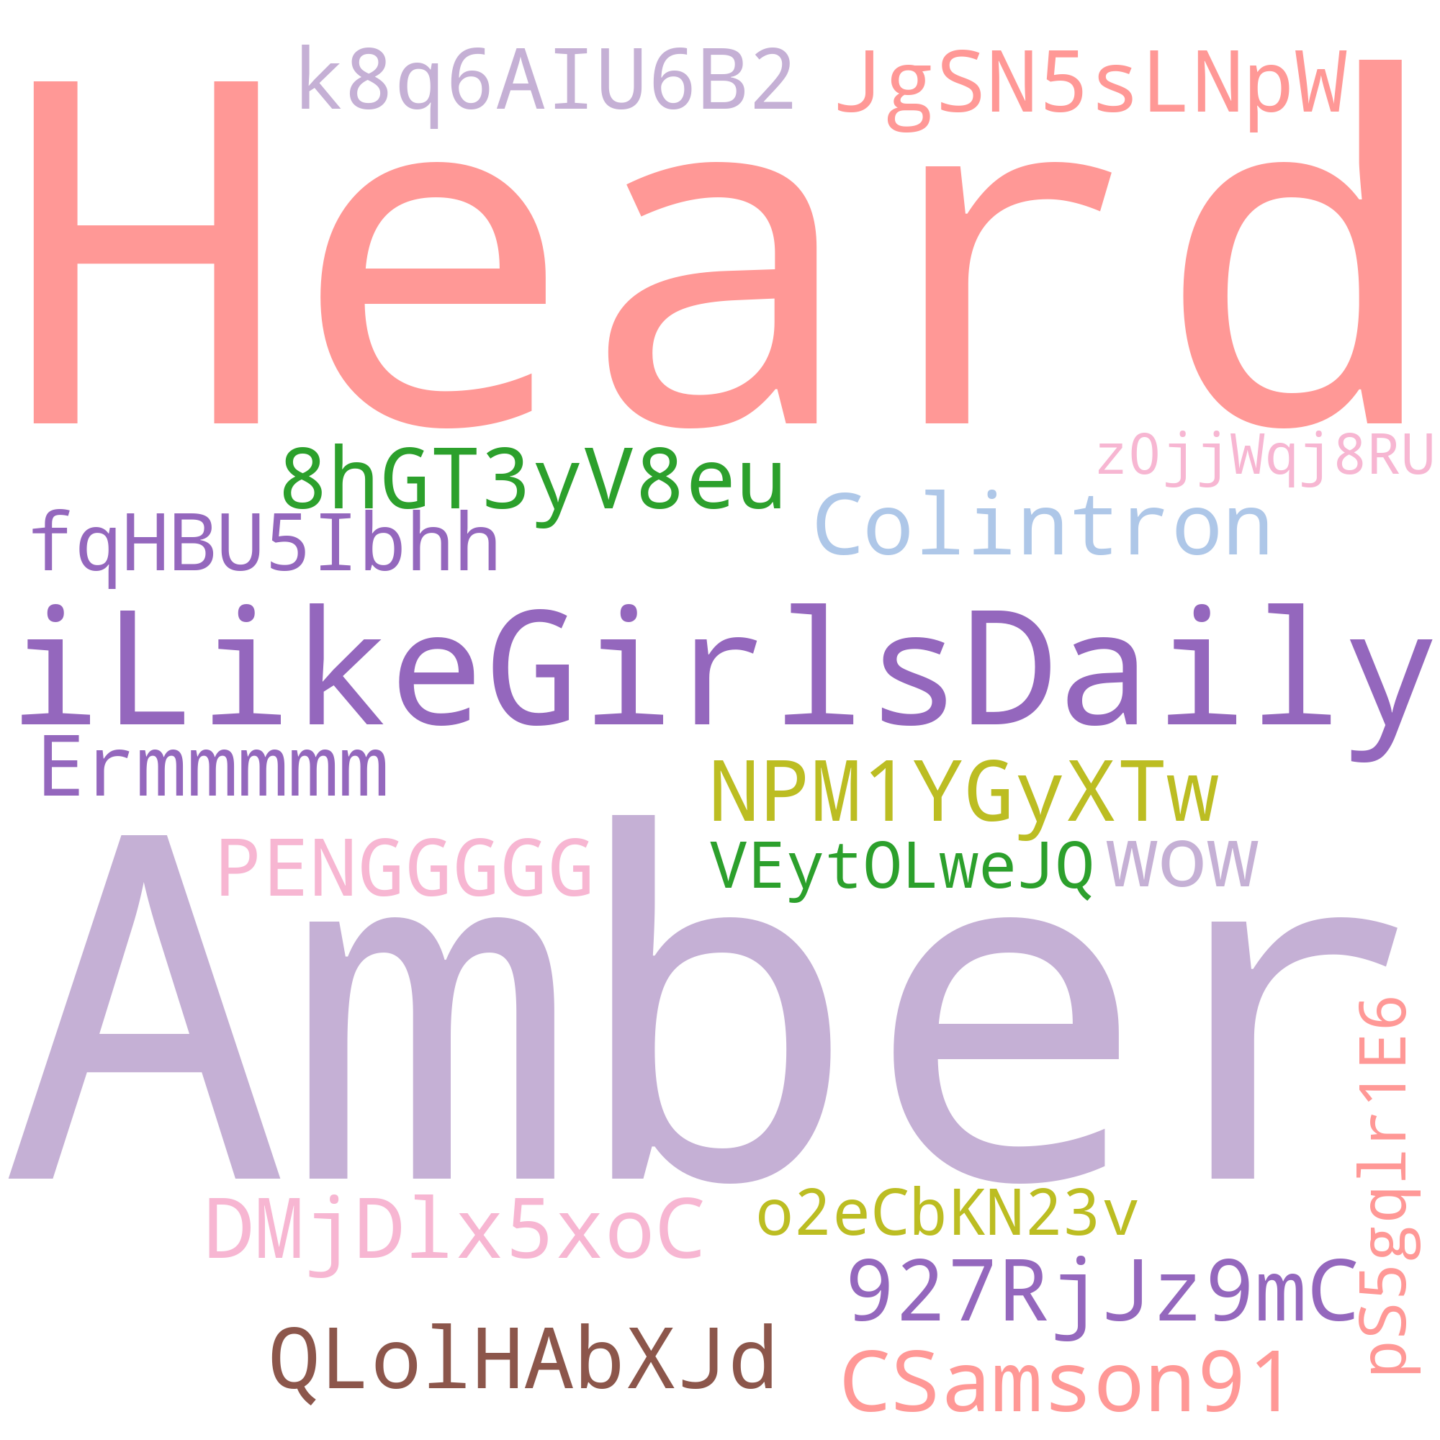 k8q6AIU6B2
JgSN5sLNpW
Heard
8hGT3yV8eu
zOjjWqj8RU
Colintron
fqHBU5Ibhh
iLikeGirlsDaily
Ermmmmm
NPM1YGyXTw
PENGGGGG
VEytOLweJQ
wow
Amber
pS5gqlr1E6
DMjDlx5xoC
o2eCbKN23v
927RjJz9mC
QLolHAbXJd
CSamson91